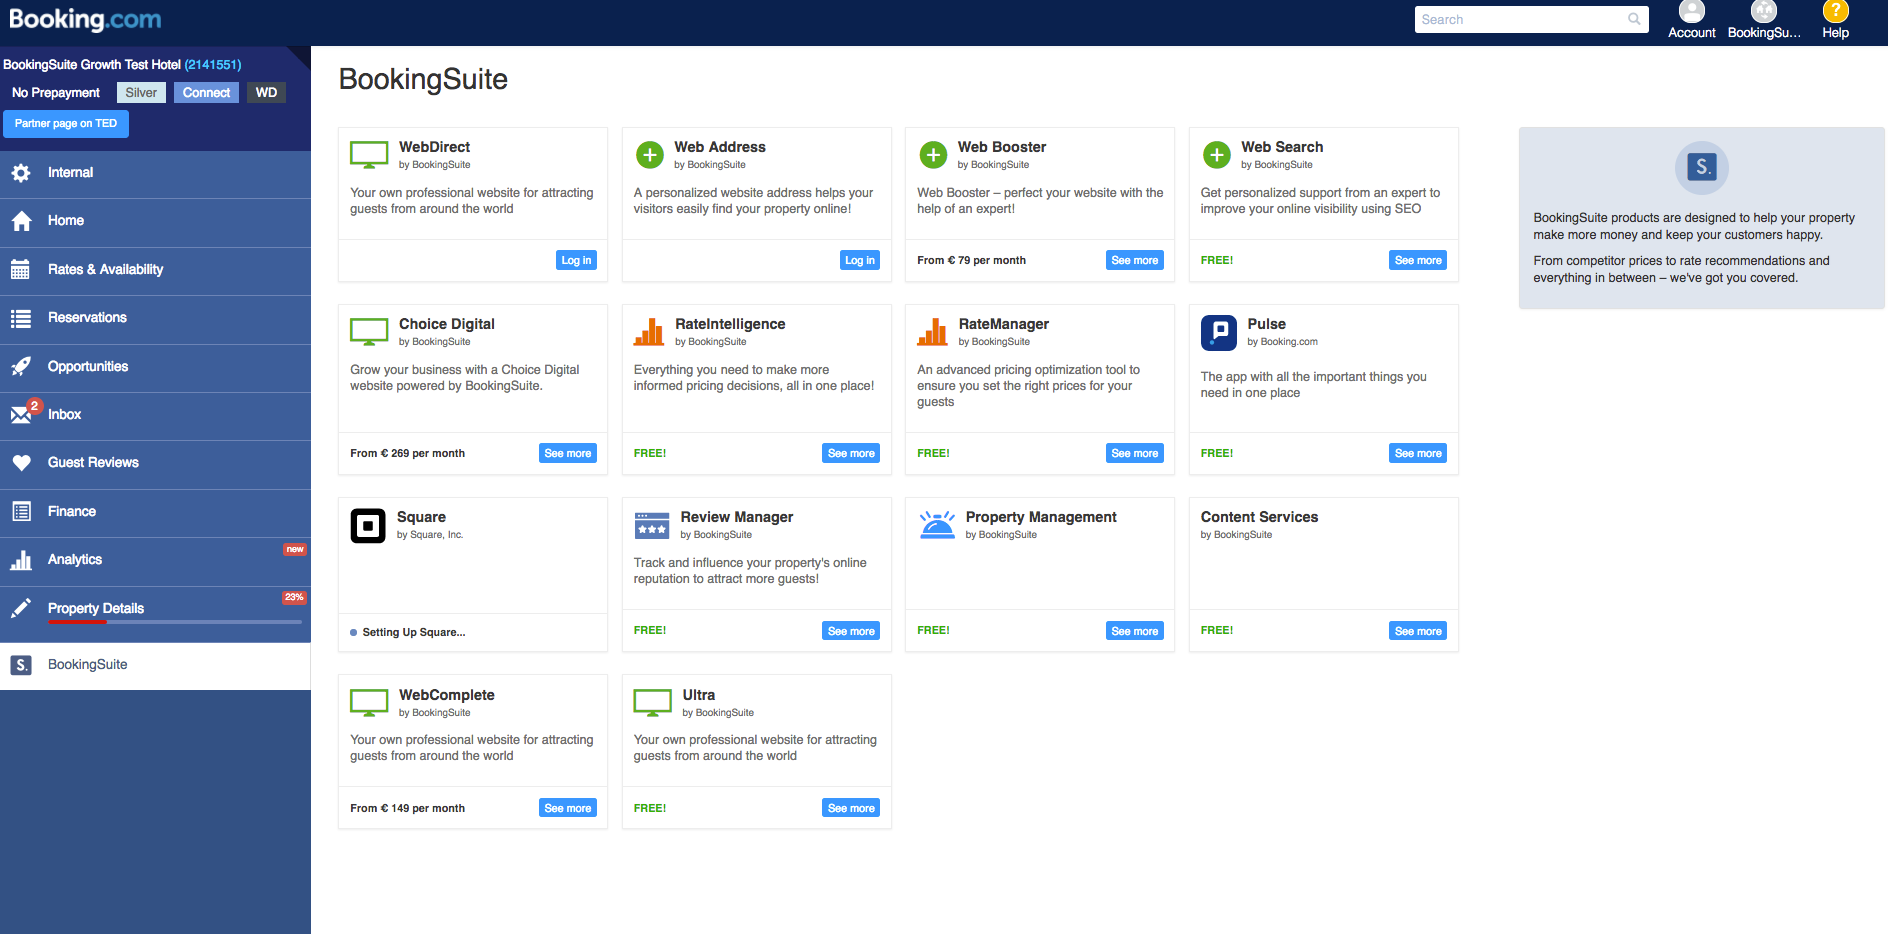 Booking.com
Search
Account
BookingSu...
Help
BookingSuite Growth Test Hotel (2141551)
No Prepayment
Silver
Connect
WD
Partner page on TED
Internal
Home
Rates & Availability
Reservations
Opportunities
2
Inbox
Guest Reviews
Finance
Analytics
new
Property Details
23%
S.
BookingSuite
BookingSuite
WebDirect
by BookingSuite
Your own professional website for attracting
guests from around the world
Log in
Web Address
by BookingSuite
A personalized website address helps your
visitors easily find your property online!
Log in
Web Booster
by BookingSuite
Web Booster – perfect your website with the
help of an expert!
From € 79 per month
See more
Web Search
by BookingSuite
Get personalized support from an expert to
improve your online visibility using SEO
FREE!
See more
Choice Digital
by BookingSuite
Grow your business with a Choice Digital
website powered by BookingSuite.
From € 269 per month
See more
RateIntelligence
by BookingSuite
Everything you need to make more
informed pricing decisions, all in one place!
FREE!
See more
RateManager
by BookingSuite
An advanced pricing optimization tool to
ensure you set the right prices for your
guests
FREE!
See more
Pulse
by Booking.com
The app with all the important things you
need in one place
FREE!
See more
Square
by Square, Inc.
Setting Up Square...
Review Manager
by BookingSuite
Track and influence your property's online
reputation to attract more guests!
FREE!
See more
Property Management
by BookingSuite
FREE!
See more
Content Services
by BookingSuite
FREE!
See more
WebComplete
by BookingSuite
Your own professional website for attracting
guests from around the world
From € 149 per month
See more
Ultra
by BookingSuite
Your own professional website for attracting
guests from around the world
FREE!
See more
S.
BookingSuite products are designed to help your property
make more money and keep your customers happy.
From competitor prices to rate recommendations and
everything in between – we've got you covered.